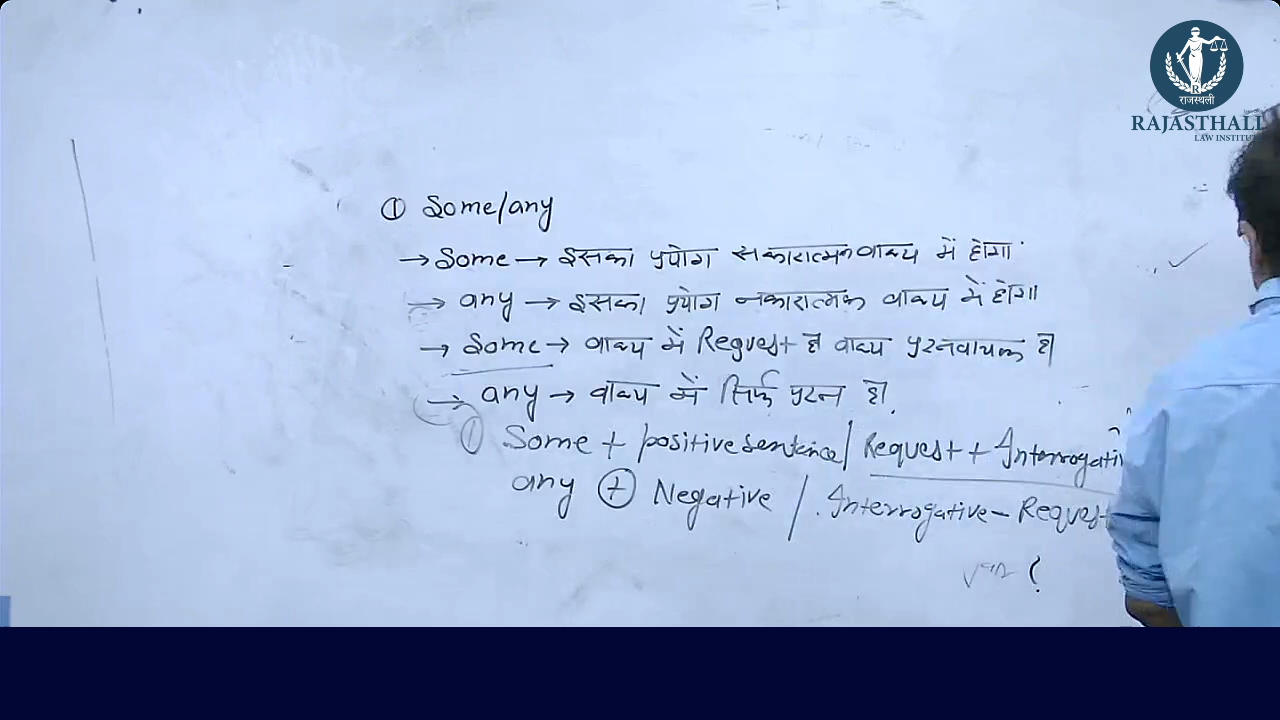 राजस्थली
RAJASTHALI
LAW INSTITUTE
① Some/any
→ Some → इसका प्रयोग सकारात्मक वाक्य में होगा
→ any → इसका प्रयोग नकारात्मक वाक्य में होगा
→ Some → वाक्य में Request हो वाक्य प्रश्नवाचक हो
→ any → वाक्य में सिर्फ प्रश्न हो.
① Some + positive sentence/ Request + Interrogati
any ⊕ Negative / Interrogative - Request